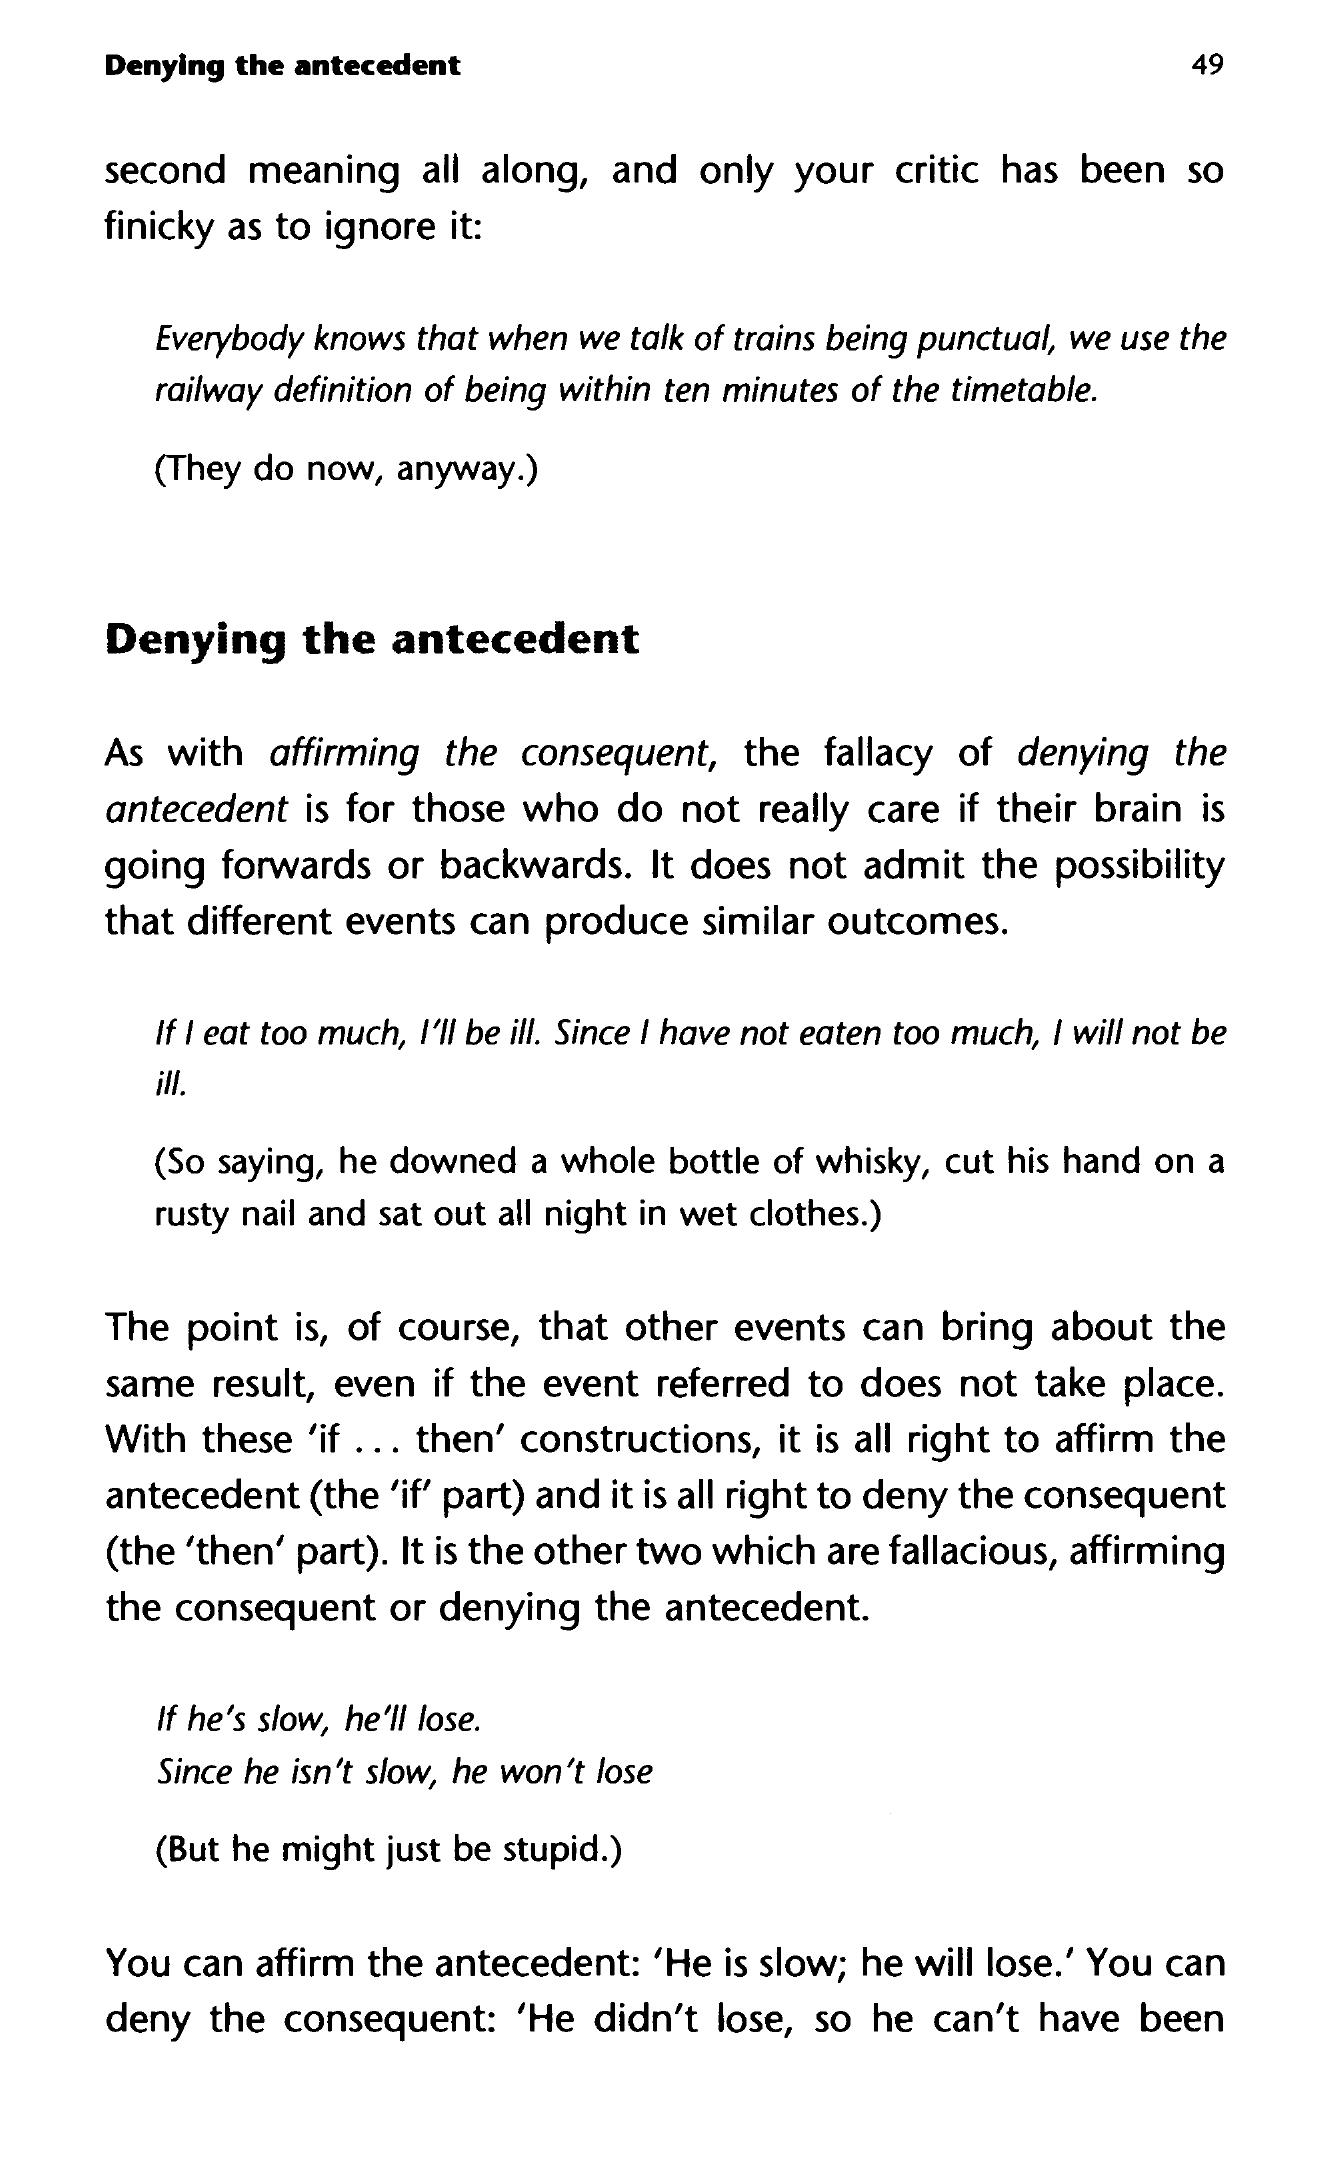 Denying the antecedent 49
second meaning all along, and only your critic has been so
finicky as to ignore it:
Everybody knows that when we talk of trains being punctual, we use the
railway definition of being within ten minutes of the timetable.
(They do now, anyway.)
Denying the antecedent
As with affirming the consequent, the fallacy of denying the
antecedent is for those who do not really care if their brain is
going forwards or backwards. It does not admit the possibility
that different events can produce similar outcomes.
If I eat too much, I'll be ill. Since I have not eaten too much, I will not be
ill.
(So saying, he downed a whole bottle of whisky, cut his hand on a
rusty nail and sat out all night in wet clothes.)
The point is, of course, that other events can bring about the
same result, even if the event referred to does not take place.
With these 'if ... then' constructions, it is all right to affirm the
antecedent (the 'if' part) and it is all right to deny the consequent
(the 'then' part). It is the other two which are fallacious, affirming
the consequent or denying the antecedent.
If he's slow, he'll lose.
Since he isn't slow, he won't lose
(But he might just be stupid.)
You can affirm the antecedent: 'He is slow; he will lose.' You can
deny the consequent: 'He didn't lose, so he can't have been